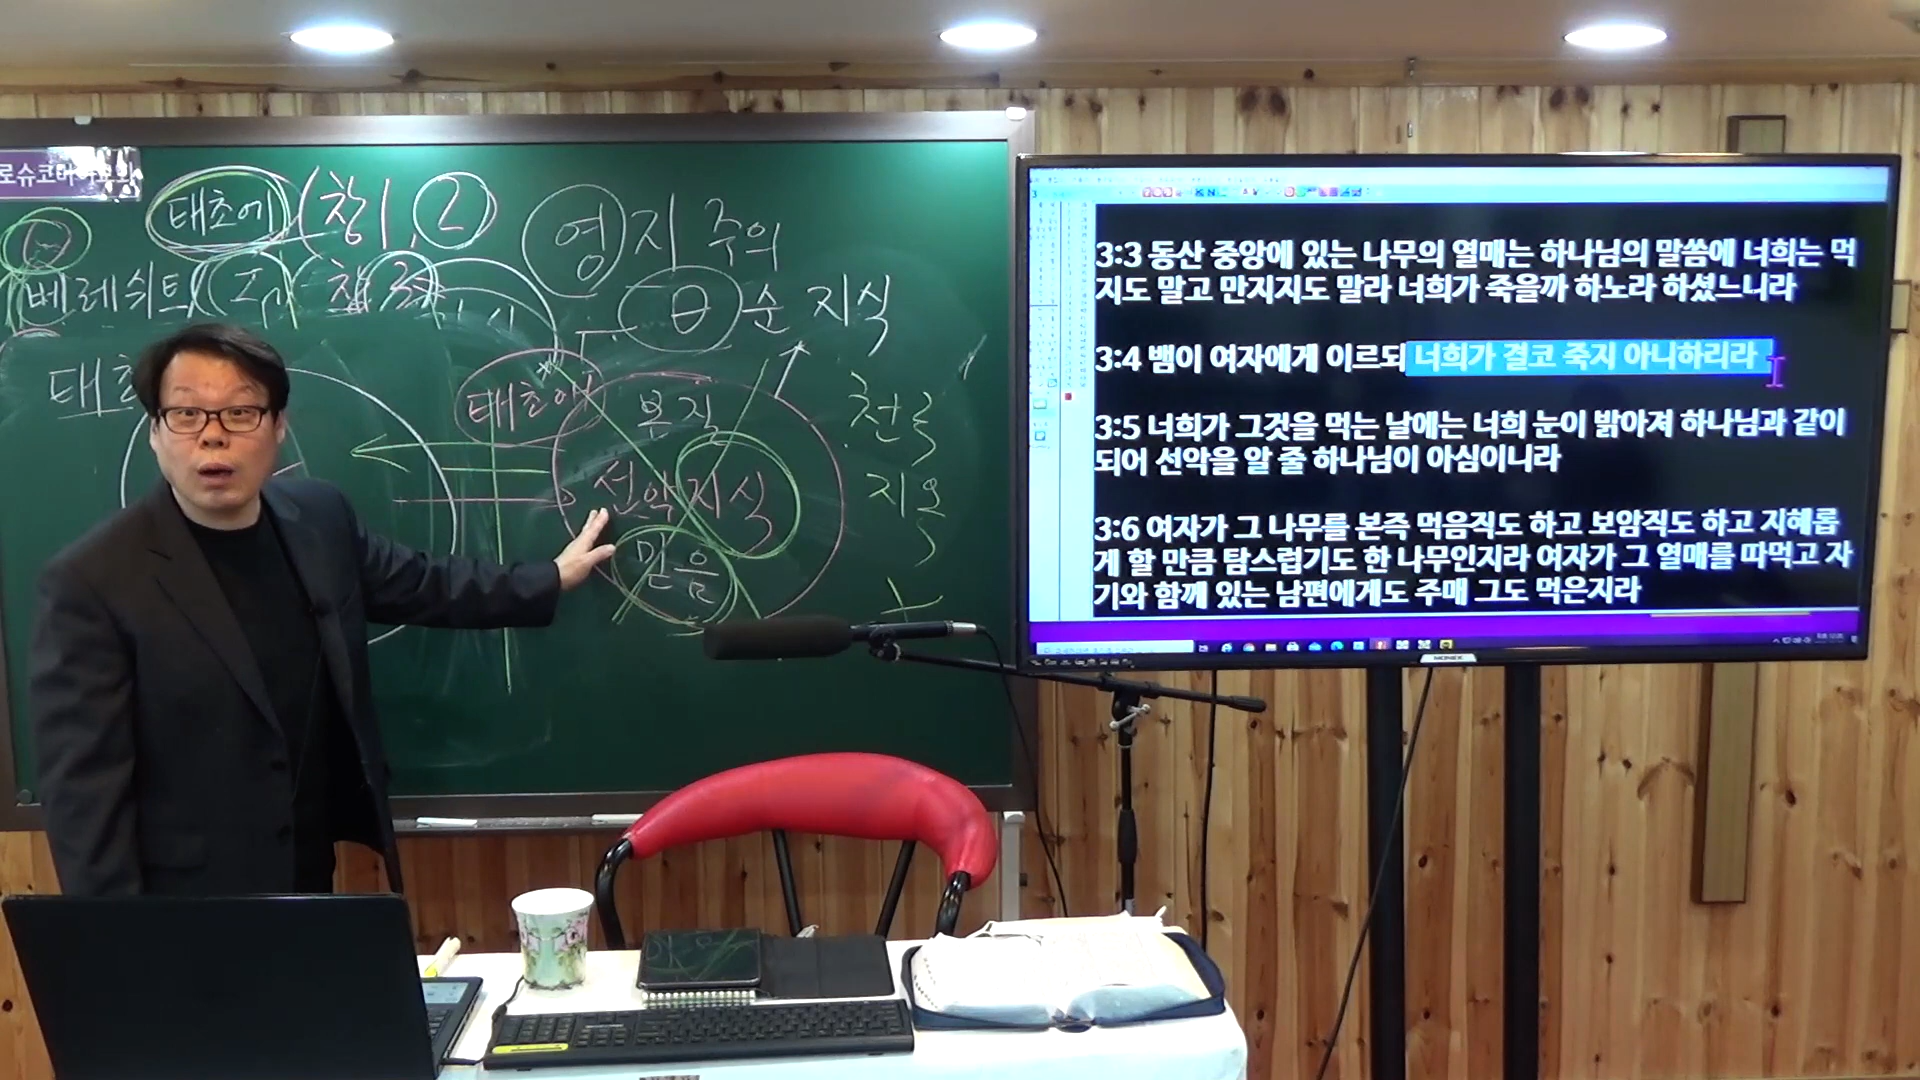 태초에 (창1, 2
영지주의
베레쉬트
순 지식
태초에
본질
선악지식
믿음
천국
지옥
3:3 동산 중앙에 있는 나무의 열매는 하나님의 말씀에 너희는 먹
지도 말고 만지지도 말라 너희가 죽을까 하노라 하셨느니라
3:4 뱀이 여자에게 이르되 너희가 결코 죽지 아니하리라
3:5 너희가 그것을 먹는 날에는 너희 눈이 밝아져 하나님과 같이
되어 선악을 알 줄 하나님이 아심이니라
3:6 여자가 그 나무를 본즉 먹음직도 하고 보암직도 하고 지혜롭
게 할 만큼 탐스럽기도 한 나무인지라 여자가 그 열매를 따먹고 자
기와 함께 있는 남편에게도 주매 그도 먹은지라